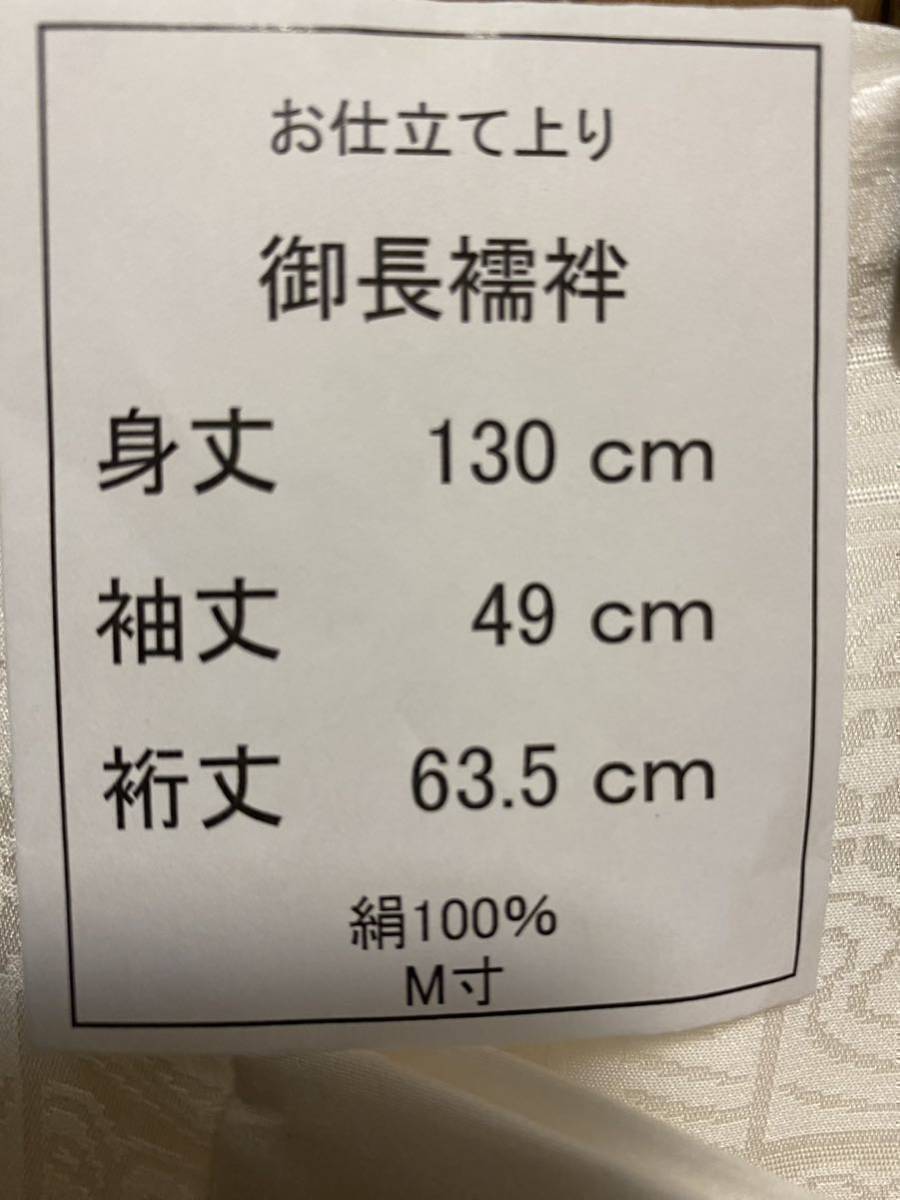 お仕立て上り
御長襦袢
身丈 130 cm
袖丈 49 cm
裄丈 63.5 cm
絹100%
M寸